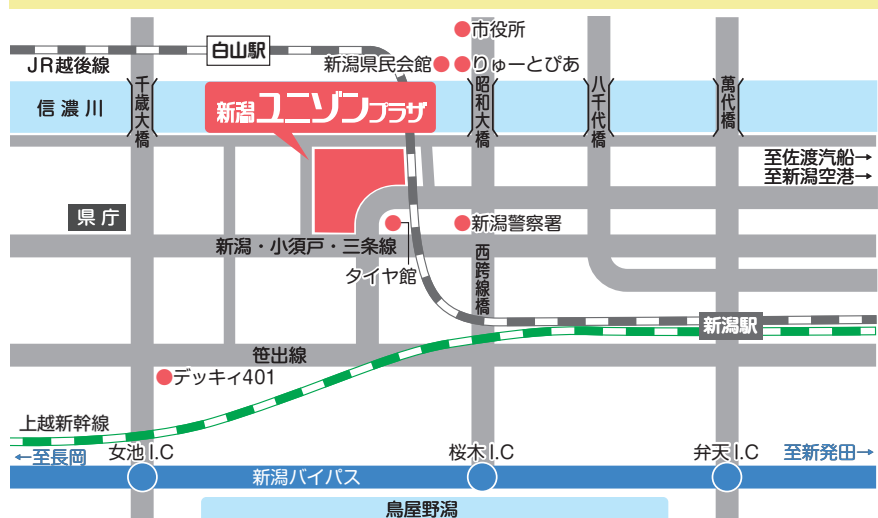 市役所
白山駅
JR越後線
新潟県民会館
りゅーとぴあ
千歳大橋
昭和大橋
八千代橋
萬代橋
信濃川
新潟ユニゾンプラザ
至佐渡汽船→
至新潟空港→
県庁
新潟警察署
新潟・小須戸・三条線
タイヤ館
西跨線橋
新潟駅
笹出線
デッキィ401
上越新幹線
←至長岡
女池I.C
桜木I.C
弁天I.C
至新発田→
新潟バイパス
鳥屋野潟